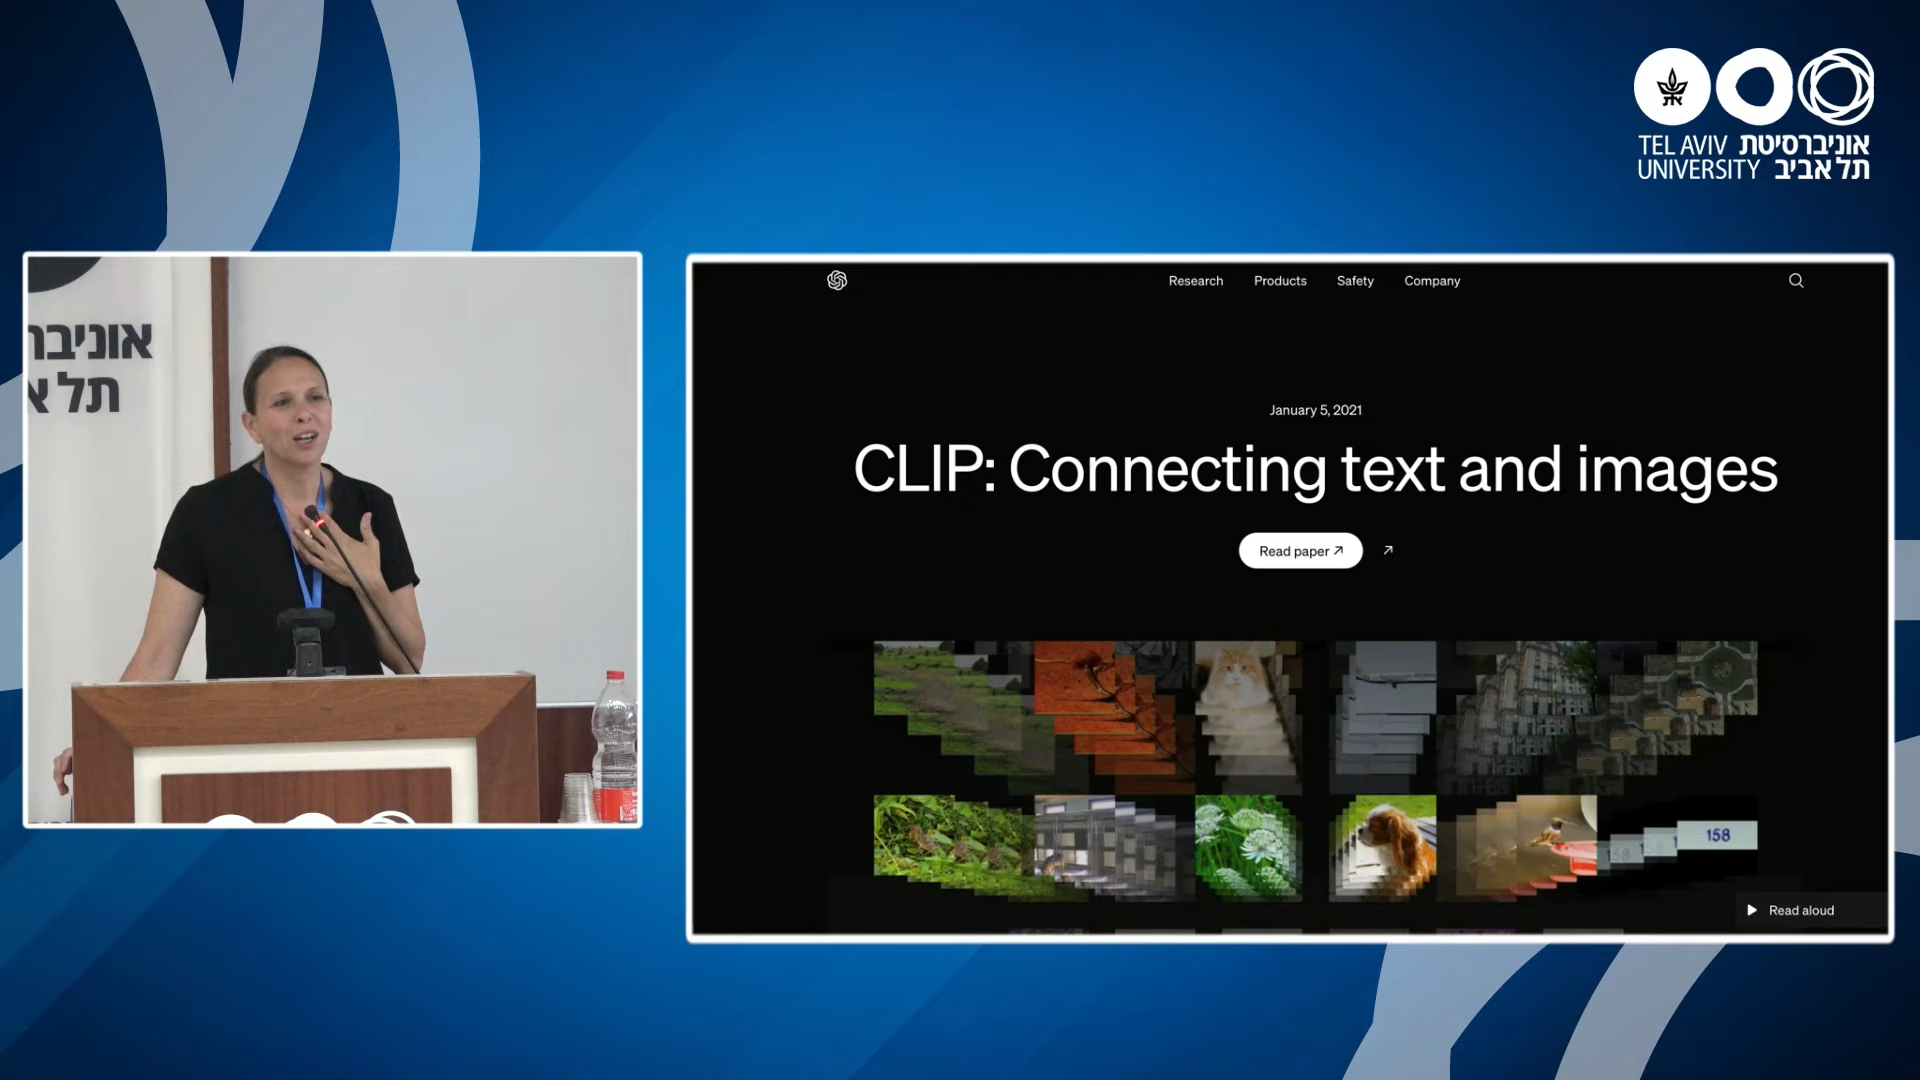 TEL AVIV אוניברסיטת
UNIVERSITY תל אביב
אוניבר
תל א
Research Products Safety Company
January 5, 2021
CLIP: Connecting text and images
Read paper ↗ ↗
158
Read aloud